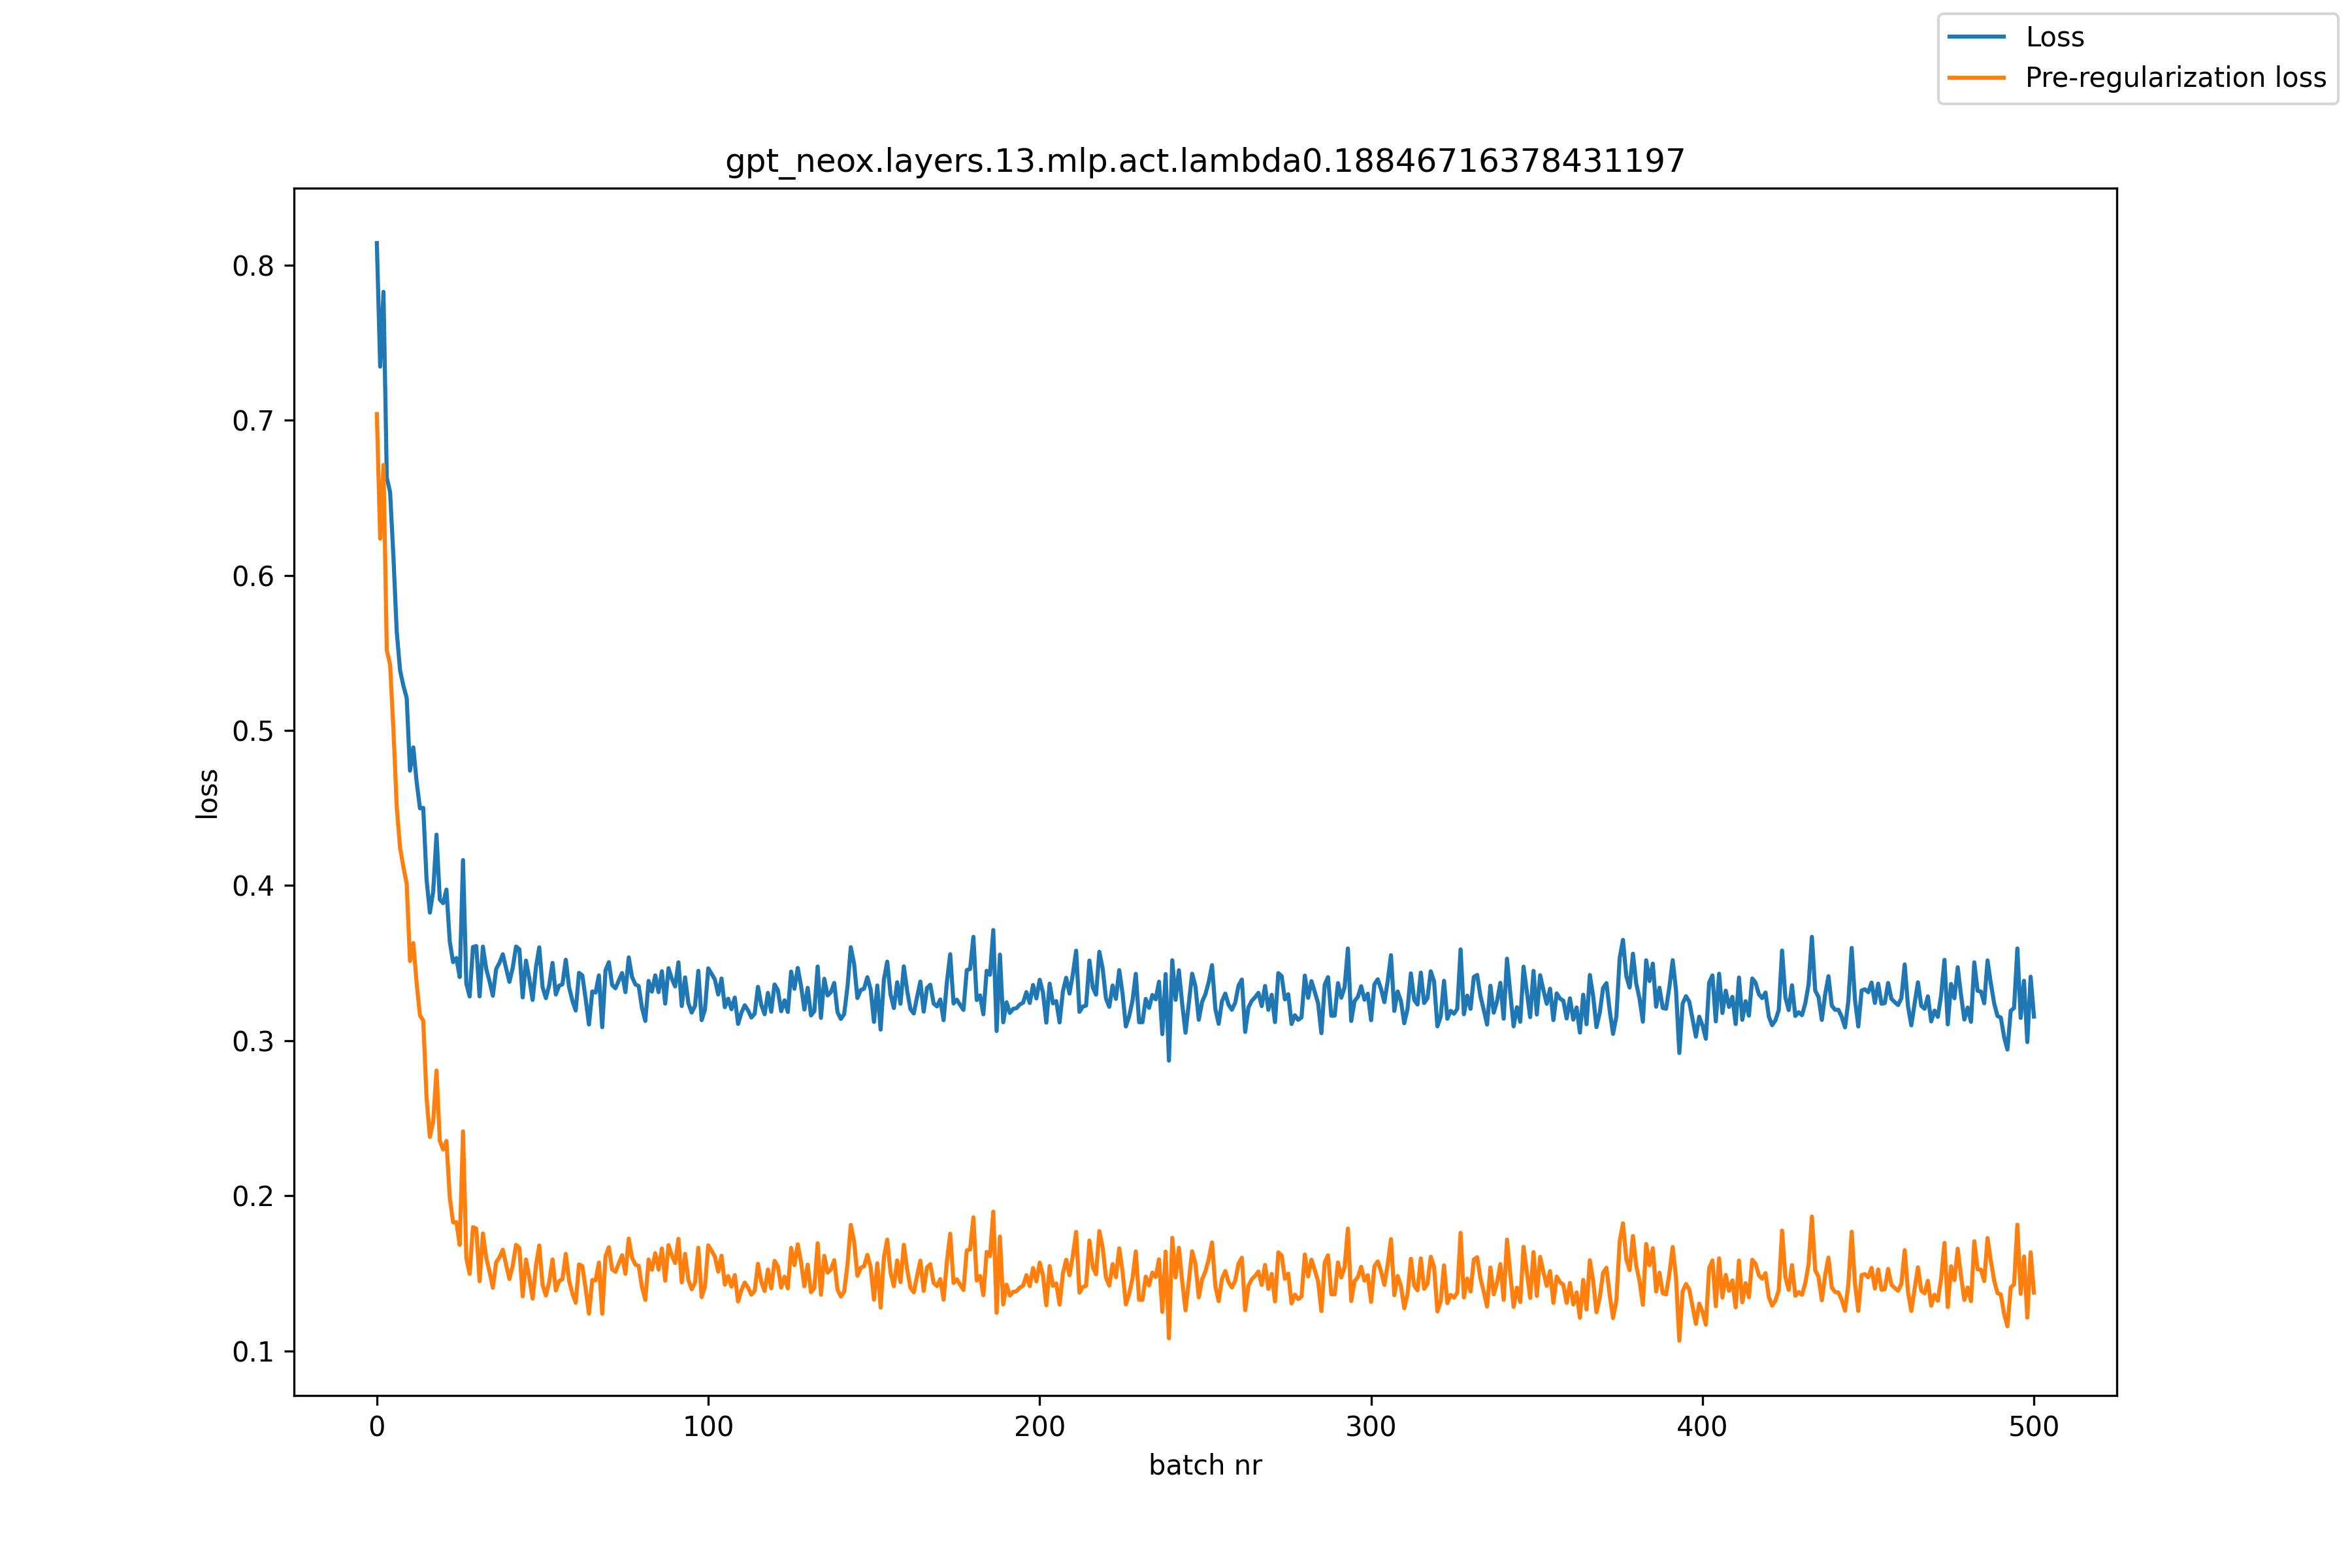 Loss
Pre-regularization loss
gpt_neox.layers.13.mlp.act.lambda0.18846716378431197
0.8
0.7
0.6
0.5
0.4
0.3
0.2
0.1
loss
0 100 200 300 400 500
batch nr